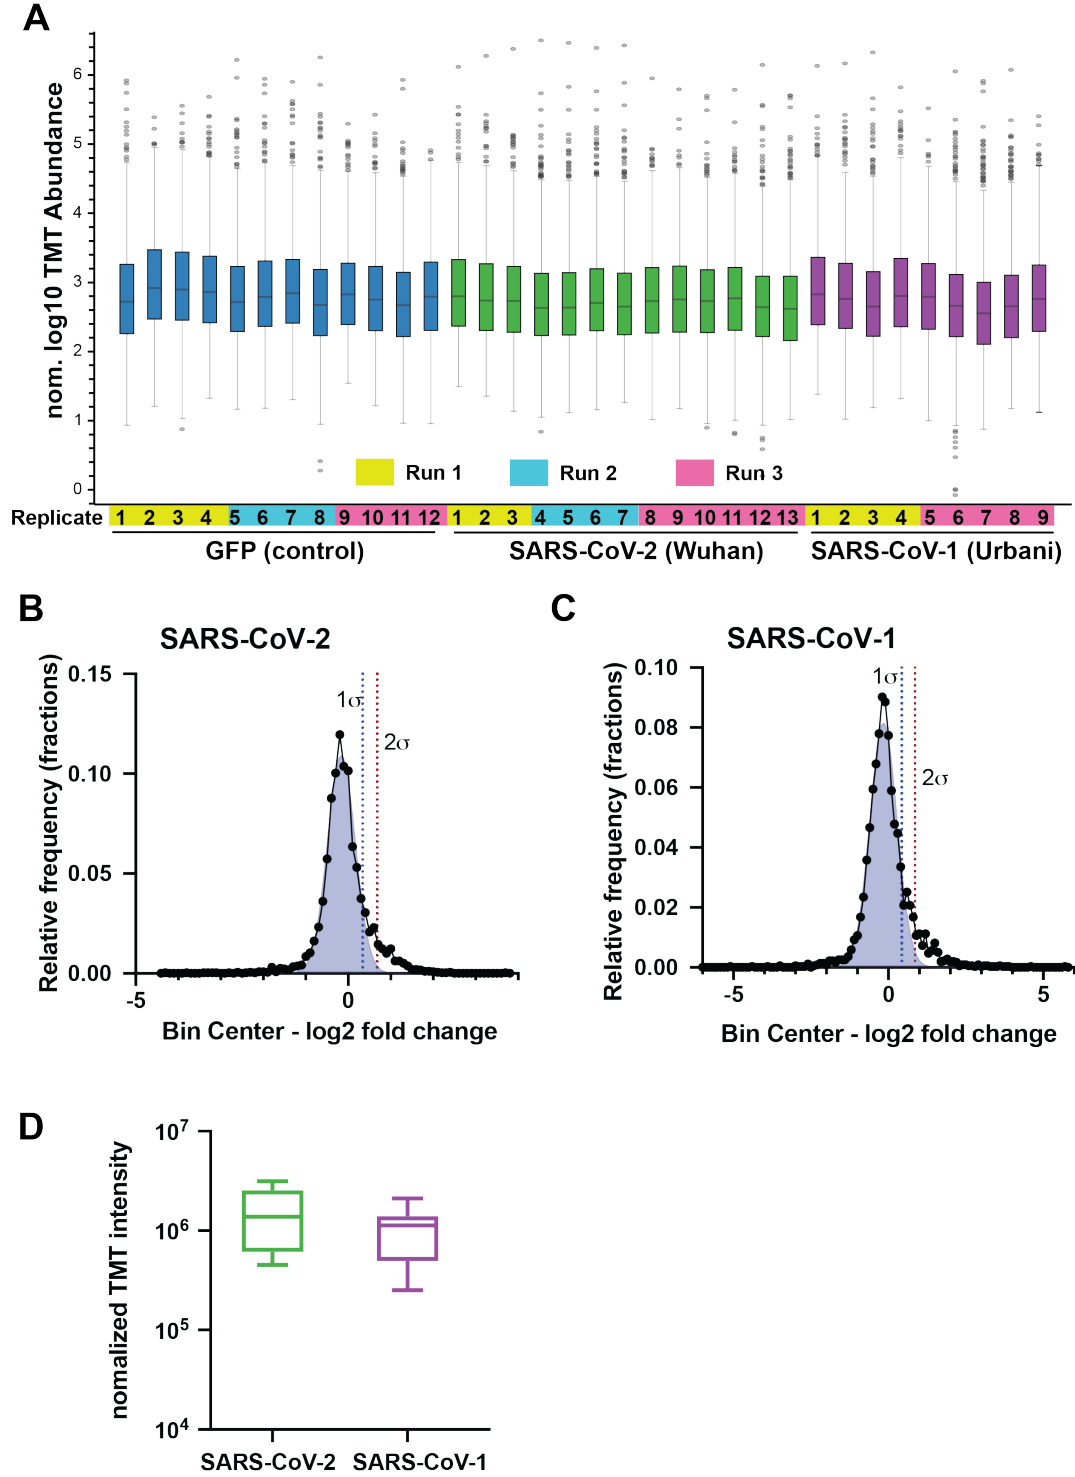 A
nom. log10 TMT Abundance
6
5
4
3
2
1
0
Run 1 Run 2 Run 3
Replicate 1 2 3 4 5 6 7 8 9 10 11 12 1 2 3 4 5 6 7 8 9 10 11 12 13 1 2 3 4 5 6 7 8 9
GFP (control) SARS-CoV-2 (Wuhan) SARS-CoV-1 (Urbani)
B
SARS-CoV-2
Relative frequency (fractions)
0.15
0.10
0.05
0.00
1σ
2σ
-5 0
Bin Center - log2 fold change
C
SARS-CoV-1
Relative frequency (fractions)
0.10
0.08
0.06
0.04
0.02
0.00
1σ
2σ
-5 0 5
Bin Center - log2 fold change
D
nomalized TMT intensity
10⁷
10⁶
10⁵
10⁴
SARS-CoV-2 SARS-CoV-1